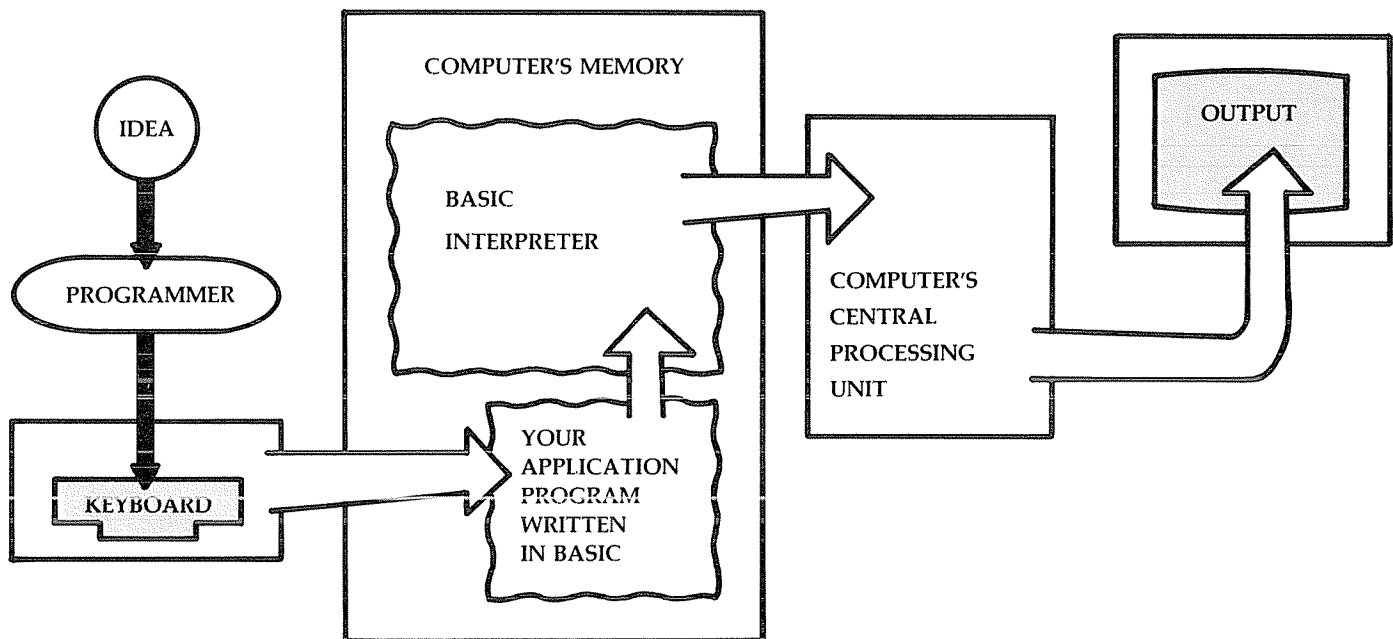 IDEA
PROGRAMMER
KEYBOARD
COMPUTER'S MEMORY
BASIC
INTERPRETER
YOUR
APPLICATION
PROGRAM
WRITTEN
IN BASIC
COMPUTER'S
CENTRAL
PROCESSING
UNIT
OUTPUT